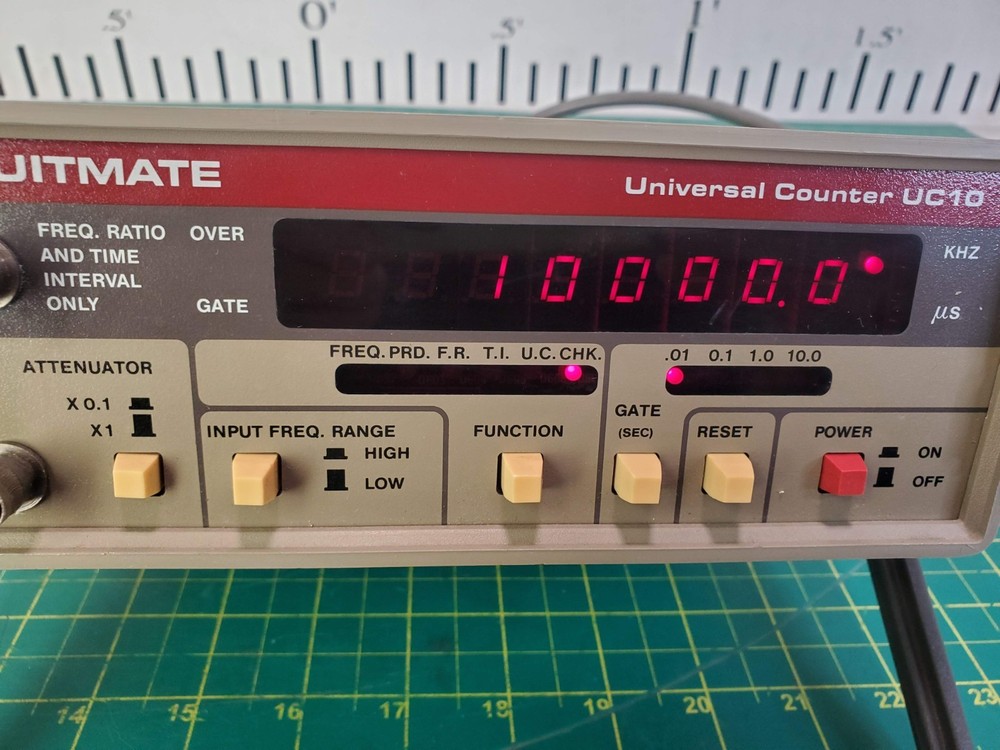 .5' 0' .5' 1' 1.5'
UITMATE
Universal Counter UC10
FREQ. RATIO
AND TIME
INTERVAL
ONLY
OVER
GATE
10000.0
KHZ
µs
ATTENUATOR
X 0.1
X 1
FREQ. PRD. F.R. T.I. U.C. CHK.
.01 0.1 1.0 10.0
INPUT FREQ. RANGE
HIGH
LOW
FUNCTION
GATE
(SEC)
RESET
POWER
ON
OFF
14 15 16 17 18 19 20 21 22 23